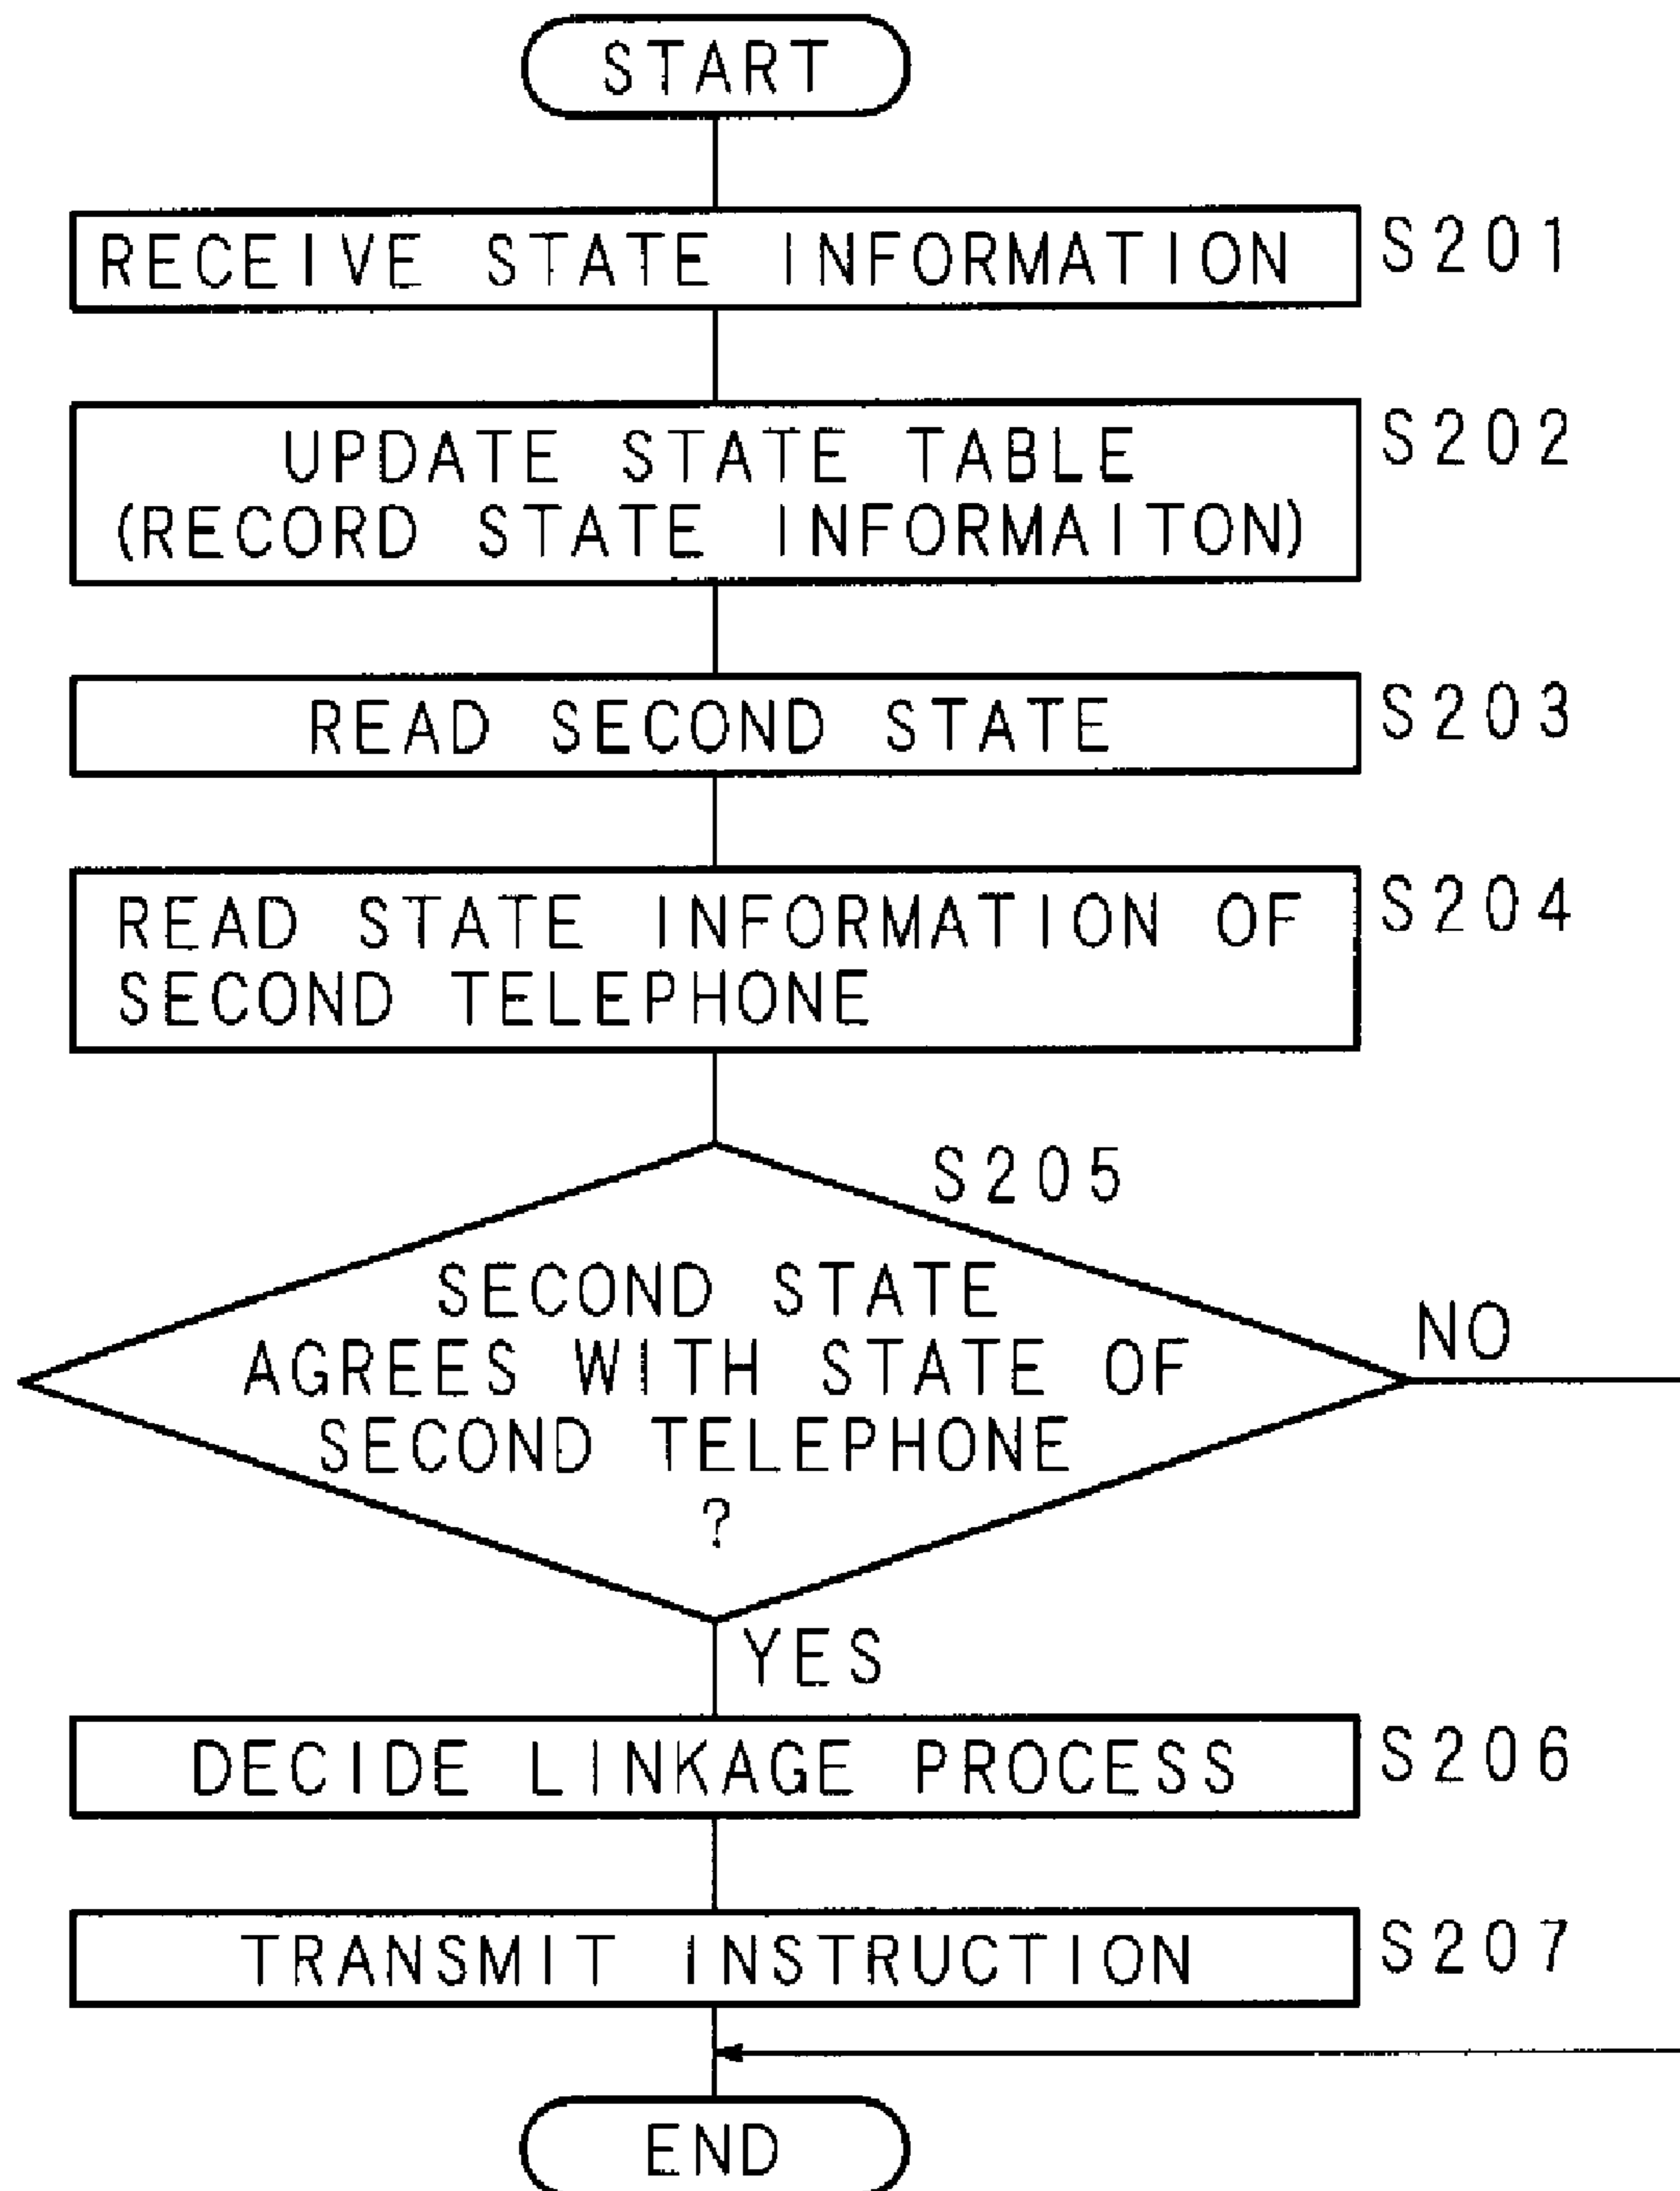 START
RECEIVE STATE INFORMATION S201
UPDATE STATE TABLE S202
(RECORD STATE INFORMAITON)
READ SECOND STATE S203
READ STATE INFORMATION OF S204
SECOND TELEPHONE
S205
SECOND STATE
AGREES WITH STATE OF
SECOND TELEPHONE
?
NO
YES
DECIDE LINKAGE PROCESS S206
TRANSMIT INSTRUCTION S207
END